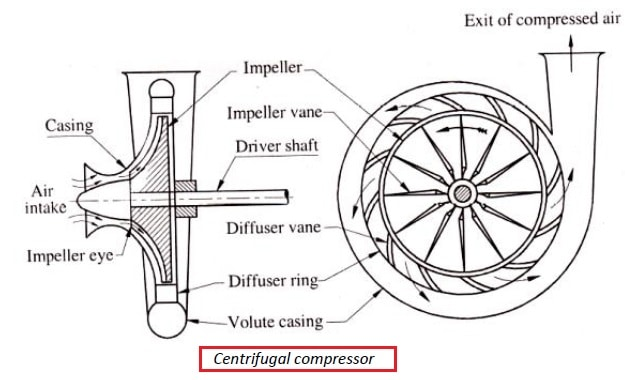 Exit of compressed air
Impeller
Impeller vane
Casing
Driver shaft
Air
intake
Diffuser vane
Impeller eye
Diffuser ring
Volute casing
Centrifugal compressor